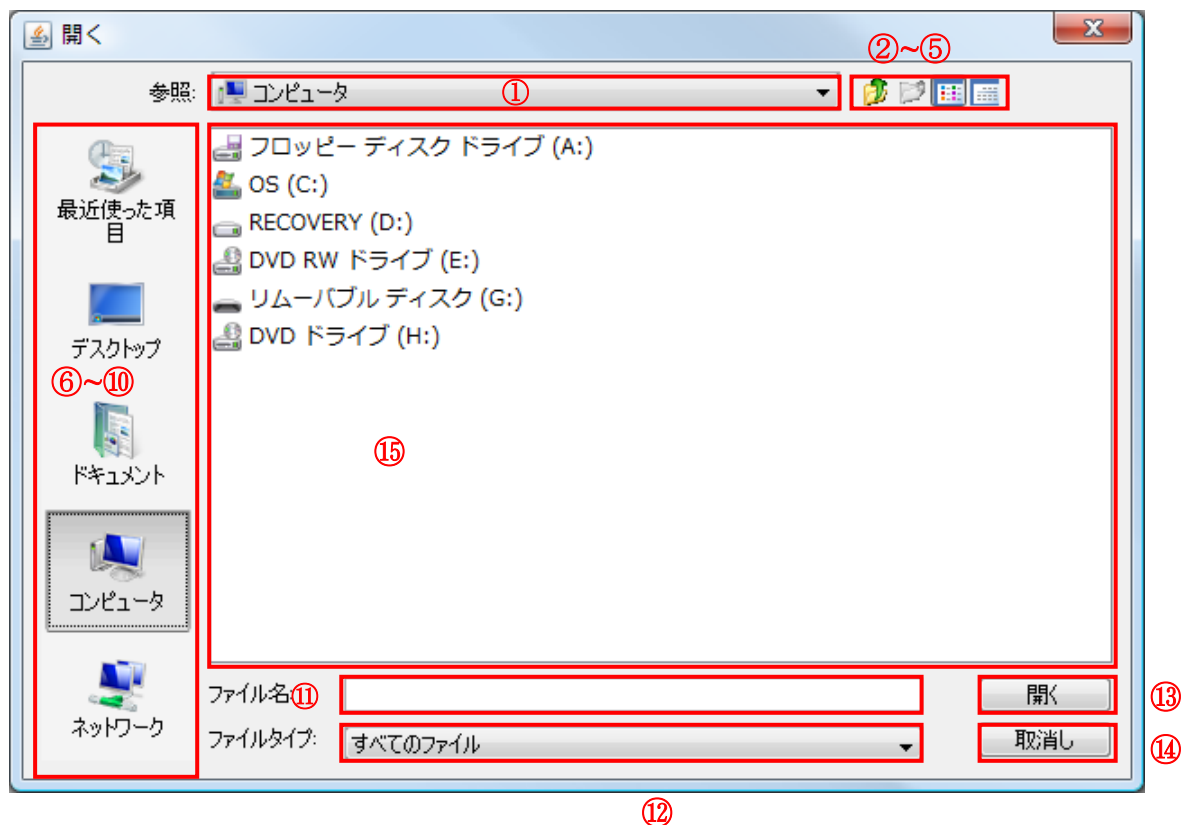 開く
②~⑤
参照:
コンピュータ
①
フロッピー ディスク ドライブ (A:)
OS (C:)
RECOVERY (D:)
DVD RW ドライブ (E:)
リムーバブル ディスク (G:)
DVD ドライブ (H:)
最近使った項
目
デスクトップ
⑥~⑩
ドキュメント
コンピュータ
ネットワーク
⑮
ファイル名:
⑪
開く
⑬
ファイルタイプ:
すべてのファイル
取消し
⑭
⑫